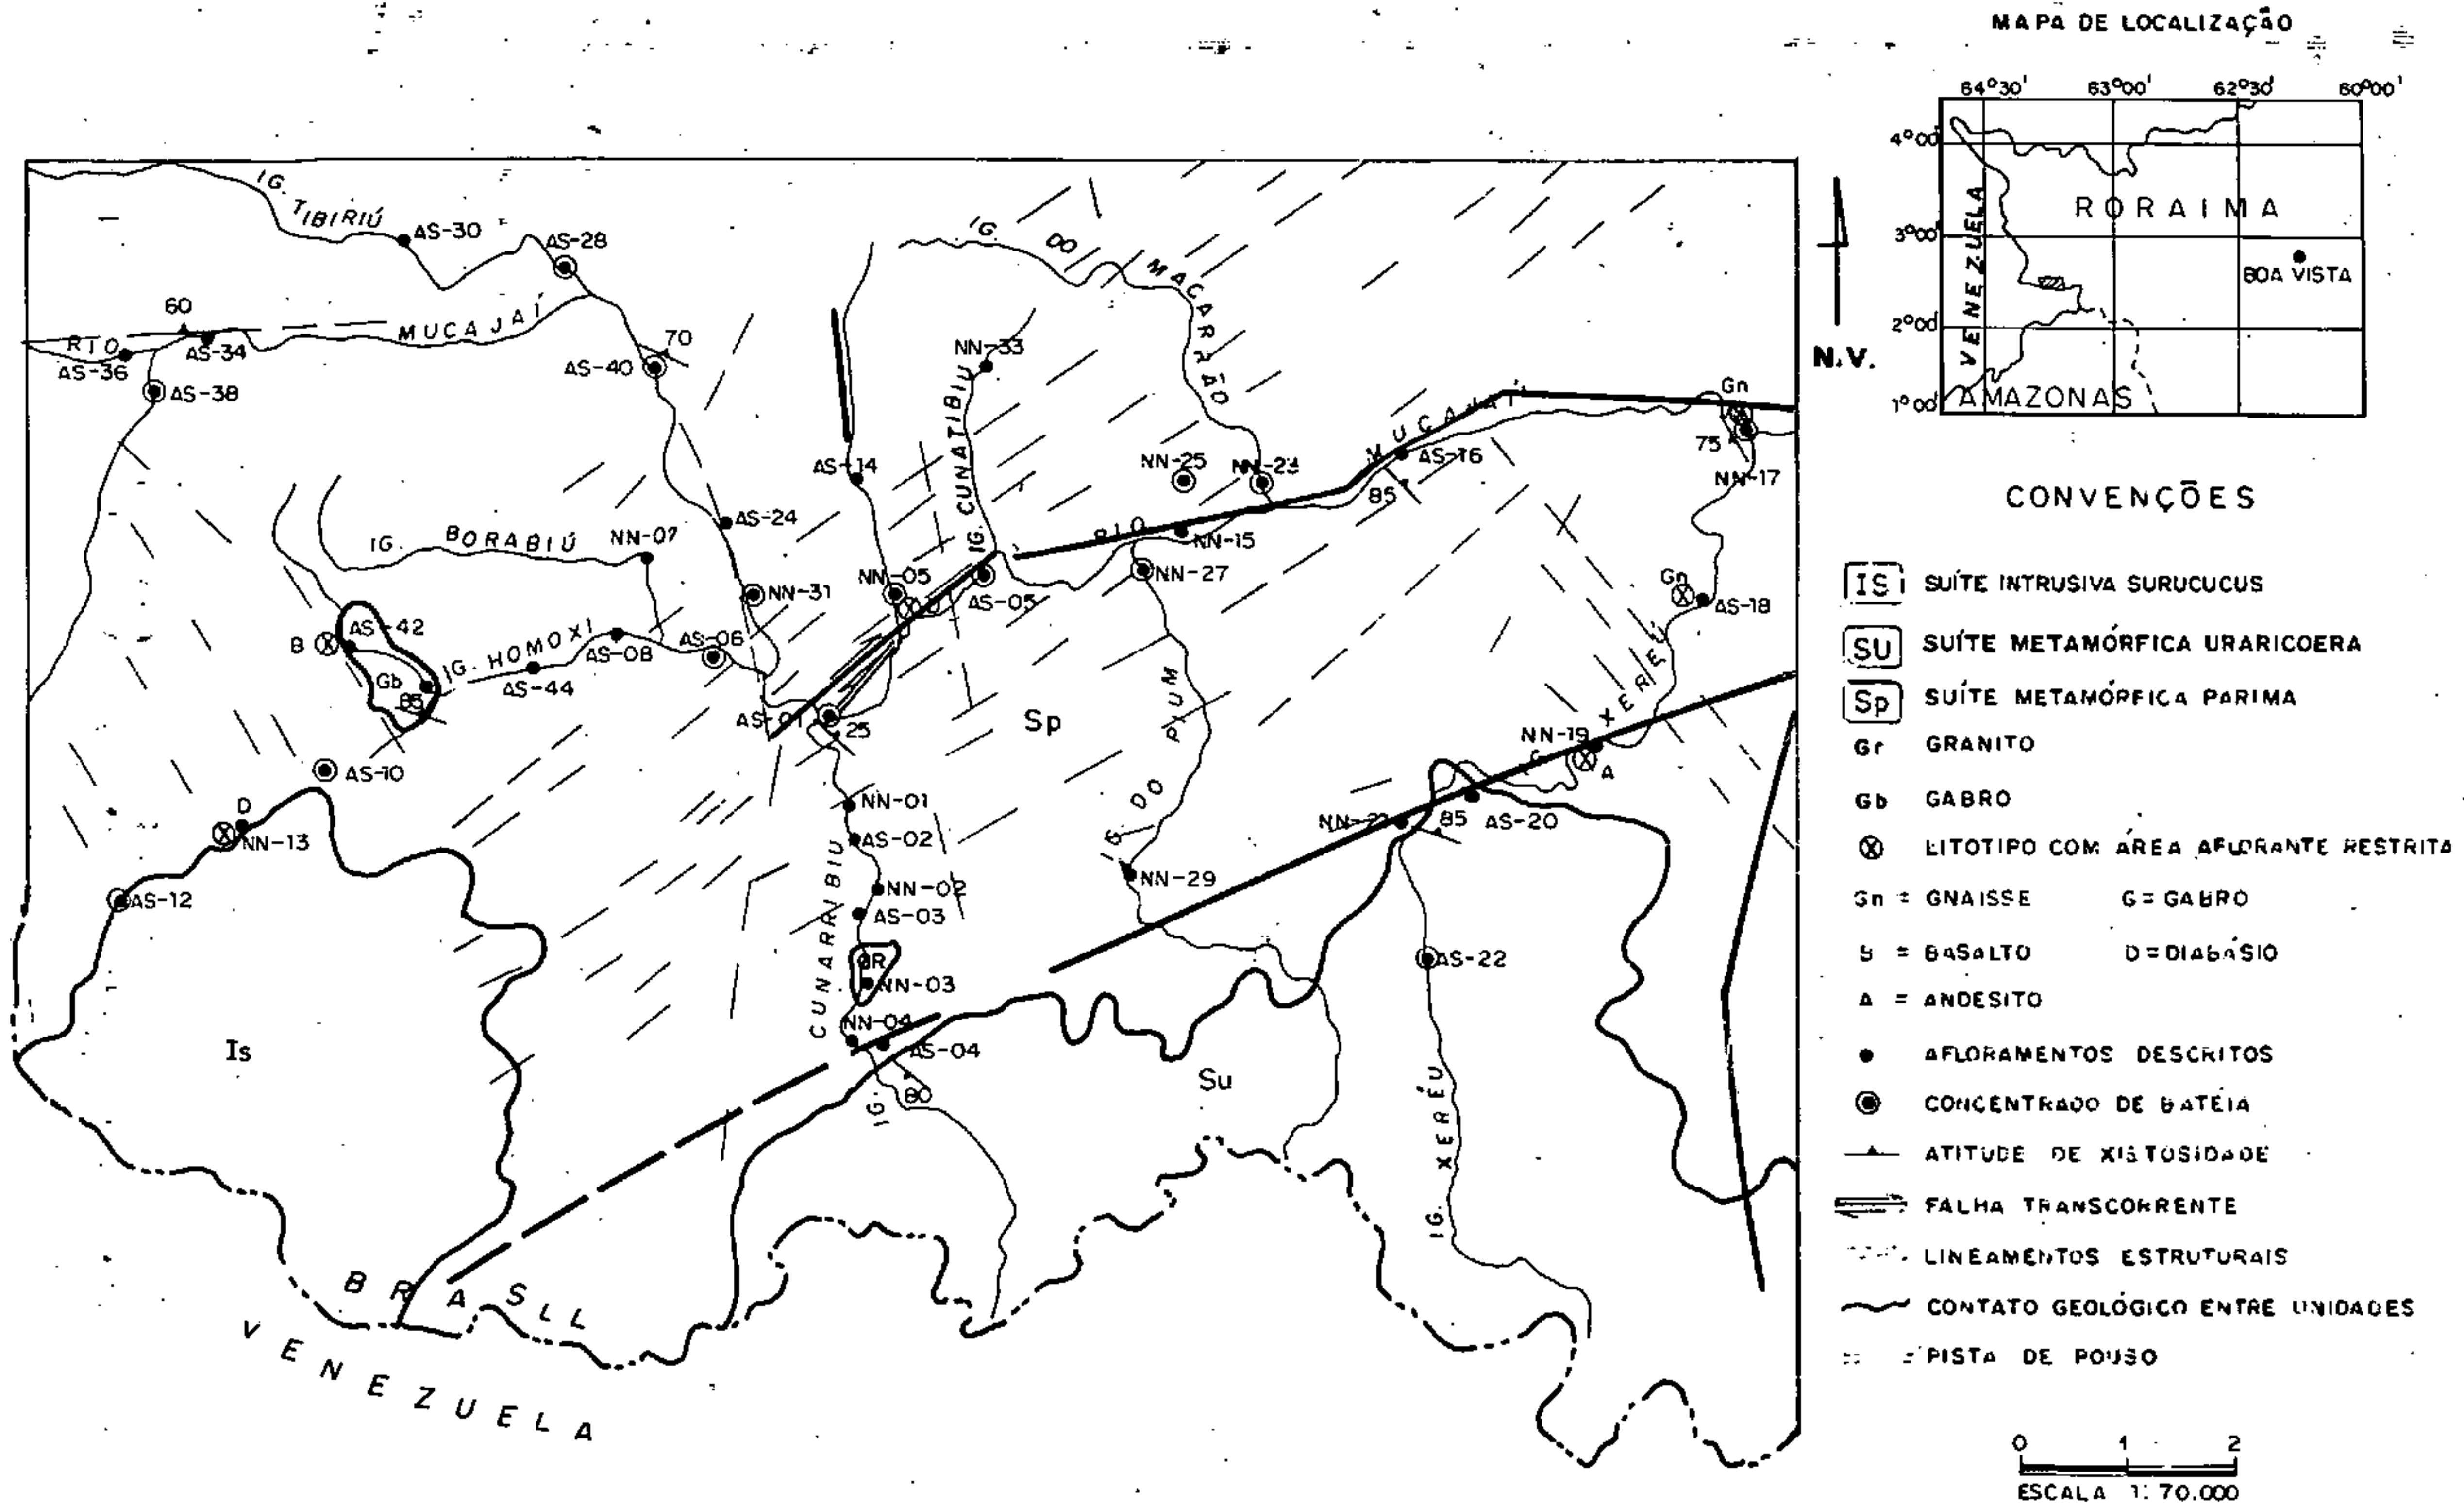 MAPA DE LOCALIZAÇÃO
64°30' 63°00' 62°30' 60°00'
4°00'
3°00'
2°00'
1°00'
VENEZUELA
RORAIMA
BOA VISTA
AMAZONAS
N.V.
IG. TIBIRIÚ
AS-30
AS-28
IG. DO MACARRÃO
60
RIO MUCAJAÍ
AS-34
AS-36
AS-38
70
AS-40
NN-33
IG. CUNATIBIU
Gn
75
NN-17
AS-14
NN-25
NN-23
MUCAJAÍ
AS-16
85
AS-24
RIO
NN-15
IG. BORABIÚ
NN-07
NN-31
NN-05
AS-05
NN-27
Gn
AS-18
B
AS-42
Gb
85
IG. HOMOXI
AS-08
AS-06
AS-44
AS-01
25
Sp
IG. DO PIUM
XERIEÚ
NN-19
A
AS-10
D
NN-13
AS-12
NN-01
AS-02
NN-02
AS-03
GR
NN-03
NN-04
AS-04
80
IG. CUNARRIBIU
NN-29
85
AS-20
AS-22
Is
Su
IG. XERÉU
BRASLL
VENEZUELA
CONVENÇÕES
IS SUÍTE INTRUSIVA SURUCUCUS
SU SUÍTE METAMÓRFICA URARICOERA
Sp SUÍTE METAMÓRFICA PARIMA
Gr GRANITO
Gb GABRO
LITOTIPO COM ÁREA AFLORANTE RESTRITA
Gn = GNAISSE G = GABRO
B = BASALTO D = DIABÁSIO
A = ANDESITO
AFLORAMENTOS DESCRITOS
CONCENTRADO DE BATÉIA
ATITUDE DE XISTOSIDADE
FALHA TRANSCORRENTE
LINEAMENTOS ESTRUTURAIS
CONTATO GEOLÓGICO ENTRE UNIDADES
PISTA DE POUSO
0 1 2
ESCALA 1:70.000